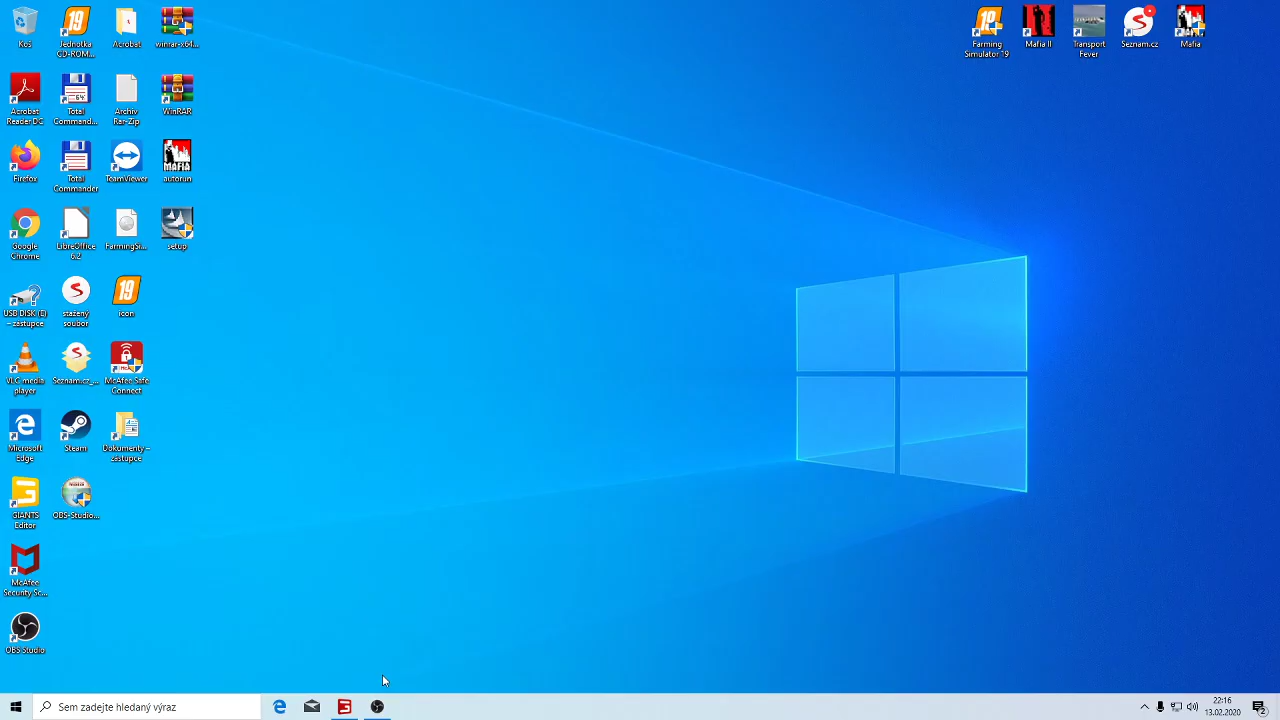 Koš
Jednotka
CD-ROM...
Acrobat
winrar-x64...
Acrobat
Reader DC
Total
Command...
Archiv
Rar-Zip
WinRAR
Firefox
Total
Commander
TeamViewer
MAFIA
autorun
Google
Chrome
LibreOffice
6.2
FarmingSi...
setup
USB DISK (E)
– zástupce
stažený
soubor
19
icon
VLC media
player
Seznam.cz_...
McAfee Safe
Connect
Microsoft
Edge
Steam
Dokumenty –
zástupce
GIANTS
Editor
OBS-Studio...
McAfee
Security Sc...
OBS Studio
Farming
Simulator 19
Mafia II
Transport
Fever
Seznam.cz
Mafia
Sem zadejte hledaný výraz
22:16
13.02.2020
2